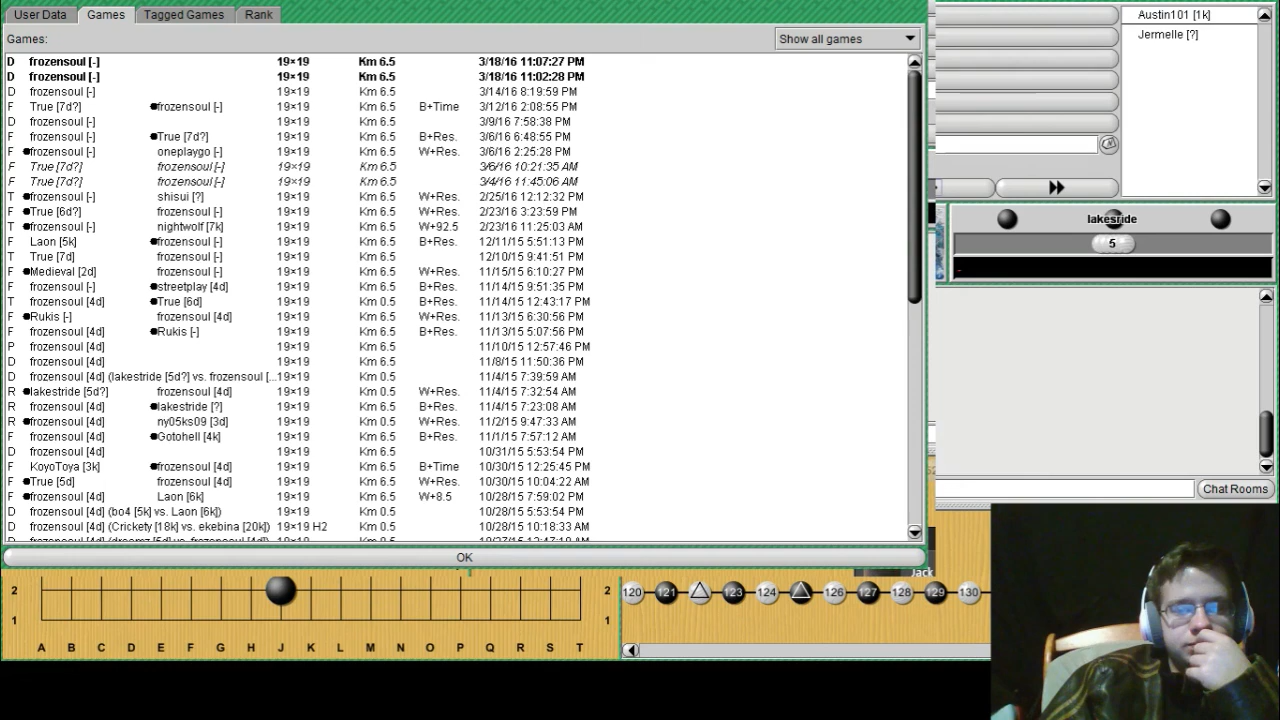 User Data Games Tagged Games Rank
Games: Show all games
D frozensoul [-] 19×19 Km 6.5 3/18/16 11:07:27 PM
D frozensoul [-] 19×19 Km 6.5 3/18/16 11:02:28 PM
D frozensoul [-] 19×19 Km 6.5 3/14/16 8:19:59 PM
F True [7d?] frozensoul [-] 19×19 Km 6.5 B+Time 3/12/16 2:08:55 PM
D frozensoul [-] 19×19 Km 6.5 3/9/16 7:58:38 PM
F frozensoul [-] True [7d?] 19×19 Km 6.5 B+Res. 3/6/16 6:48:55 PM
F frozensoul [-] oneplaygo [-] 19×19 Km 6.5 W+Res. 3/6/16 2:25:28 PM
F True [7d?] frozensoul [-] 19×19 Km 6.5 3/6/16 10:21:35 AM
F True [7d?] frozensoul [-] 19×19 Km 6.5 3/4/16 11:45:06 AM
T frozensoul [-] shisui [?] 19×19 Km 6.5 W+Res. 2/25/16 12:12:32 PM
F True [6d?] frozensoul [-] 19×19 Km 6.5 W+Res. 2/23/16 3:23:59 PM
T frozensoul [-] nightwolf [7k] 19×19 Km 6.5 W+92.5 2/23/16 11:25:03 AM
F Laon [5k] frozensoul [-] 19×19 Km 6.5 B+Res. 12/11/15 5:51:13 PM
T True [7d] frozensoul [-] 19×19 Km 6.5 12/10/15 9:41:51 PM
F Medieval [2d] frozensoul [-] 19×19 Km 6.5 W+Res. 11/15/15 6:10:27 PM
F frozensoul [-] streetplay [4d] 19×19 Km 6.5 B+Res. 11/14/15 9:51:35 PM
T frozensoul [4d] True [6d] 19×19 Km 0.5 B+Res. 11/14/15 12:43:17 PM
F Rukis [-] frozensoul [4d] 19×19 Km 6.5 W+Res. 11/13/15 6:30:56 PM
F frozensoul [4d] Rukis [-] 19×19 Km 6.5 B+Res. 11/13/15 5:07:56 PM
P frozensoul [4d] 19×19 Km 6.5 11/10/15 12:57:46 PM
D frozensoul [4d] 19×19 Km 6.5 11/8/15 11:50:36 PM
D frozensoul [4d] (lakestride [5d?] vs. frozensoul [... 19×19 Km 0.5 11/4/15 7:39:59 AM
R lakestride [5d?] frozensoul [4d] 19×19 Km 0.5 W+Res. 11/4/15 7:32:54 AM
R frozensoul [4d] lakestride [?] 19×19 Km 6.5 B+Res. 11/4/15 7:23:08 AM
R frozensoul [4d] ny05ks09 [3d] 19×19 Km 0.5 W+Res. 11/2/15 9:47:33 AM
F frozensoul [4d] Gotohell [4k] 19×19 Km 6.5 B+Res. 11/1/15 7:57:12 AM
D frozensoul [4d] 19×19 Km 6.5 10/31/15 5:53:54 PM
F KoyoToya [3k] frozensoul [4d] 19×19 Km 6.5 B+Time 10/30/15 12:25:45 PM
F True [5d] frozensoul [4d] 19×19 Km 6.5 W+Res. 10/30/15 10:04:22 AM
F frozensoul [4d] Laon [6k] 19×19 Km 6.5 W+8.5 10/28/15 7:59:02 PM
D frozensoul [4d] (bo4 [5k] vs. Laon [6k]) 19×19 Km 6.5 10/28/15 5:53:54 PM
D frozensoul [4d] (Crickety [18k] vs. ekebina [20k]) 19×19 H2 Km 0.5 10/28/15 10:18:33 AM
OK
Austin101 [1k]
Jermelle [?]
5
Chat Rooms
Jack
2 2 120 121 123 124 126 127 128 129 130
1 1
A B C D E F G H J K L M N O P Q R S T